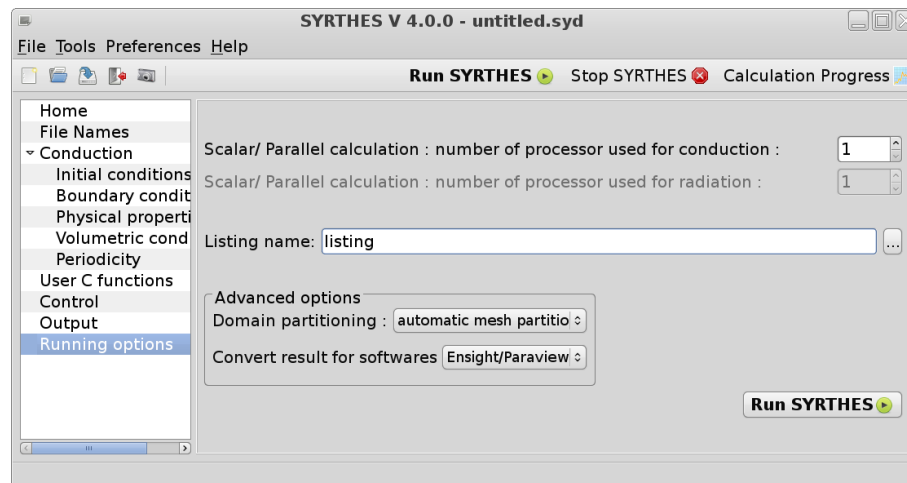 SYRTHES V 4.0.0 - untitled.syd
File Tools Preferences Help
Run SYRTHES Stop SYRTHES Calculation Progress
Home
File Names
Conduction
Initial conditions
Boundary condit
Physical properti
Volumetric cond
Periodicity
User C functions
Control
Output
Running options
Scalar/ Parallel calculation : number of processor used for conduction : 1
Scalar/ Parallel calculation : number of processor used for radiation : 1
Listing name: listing ...
Advanced options
Domain partitioning : automatic mesh partitio
Convert result for softwares Ensight/Paraview
Run SYRTHES